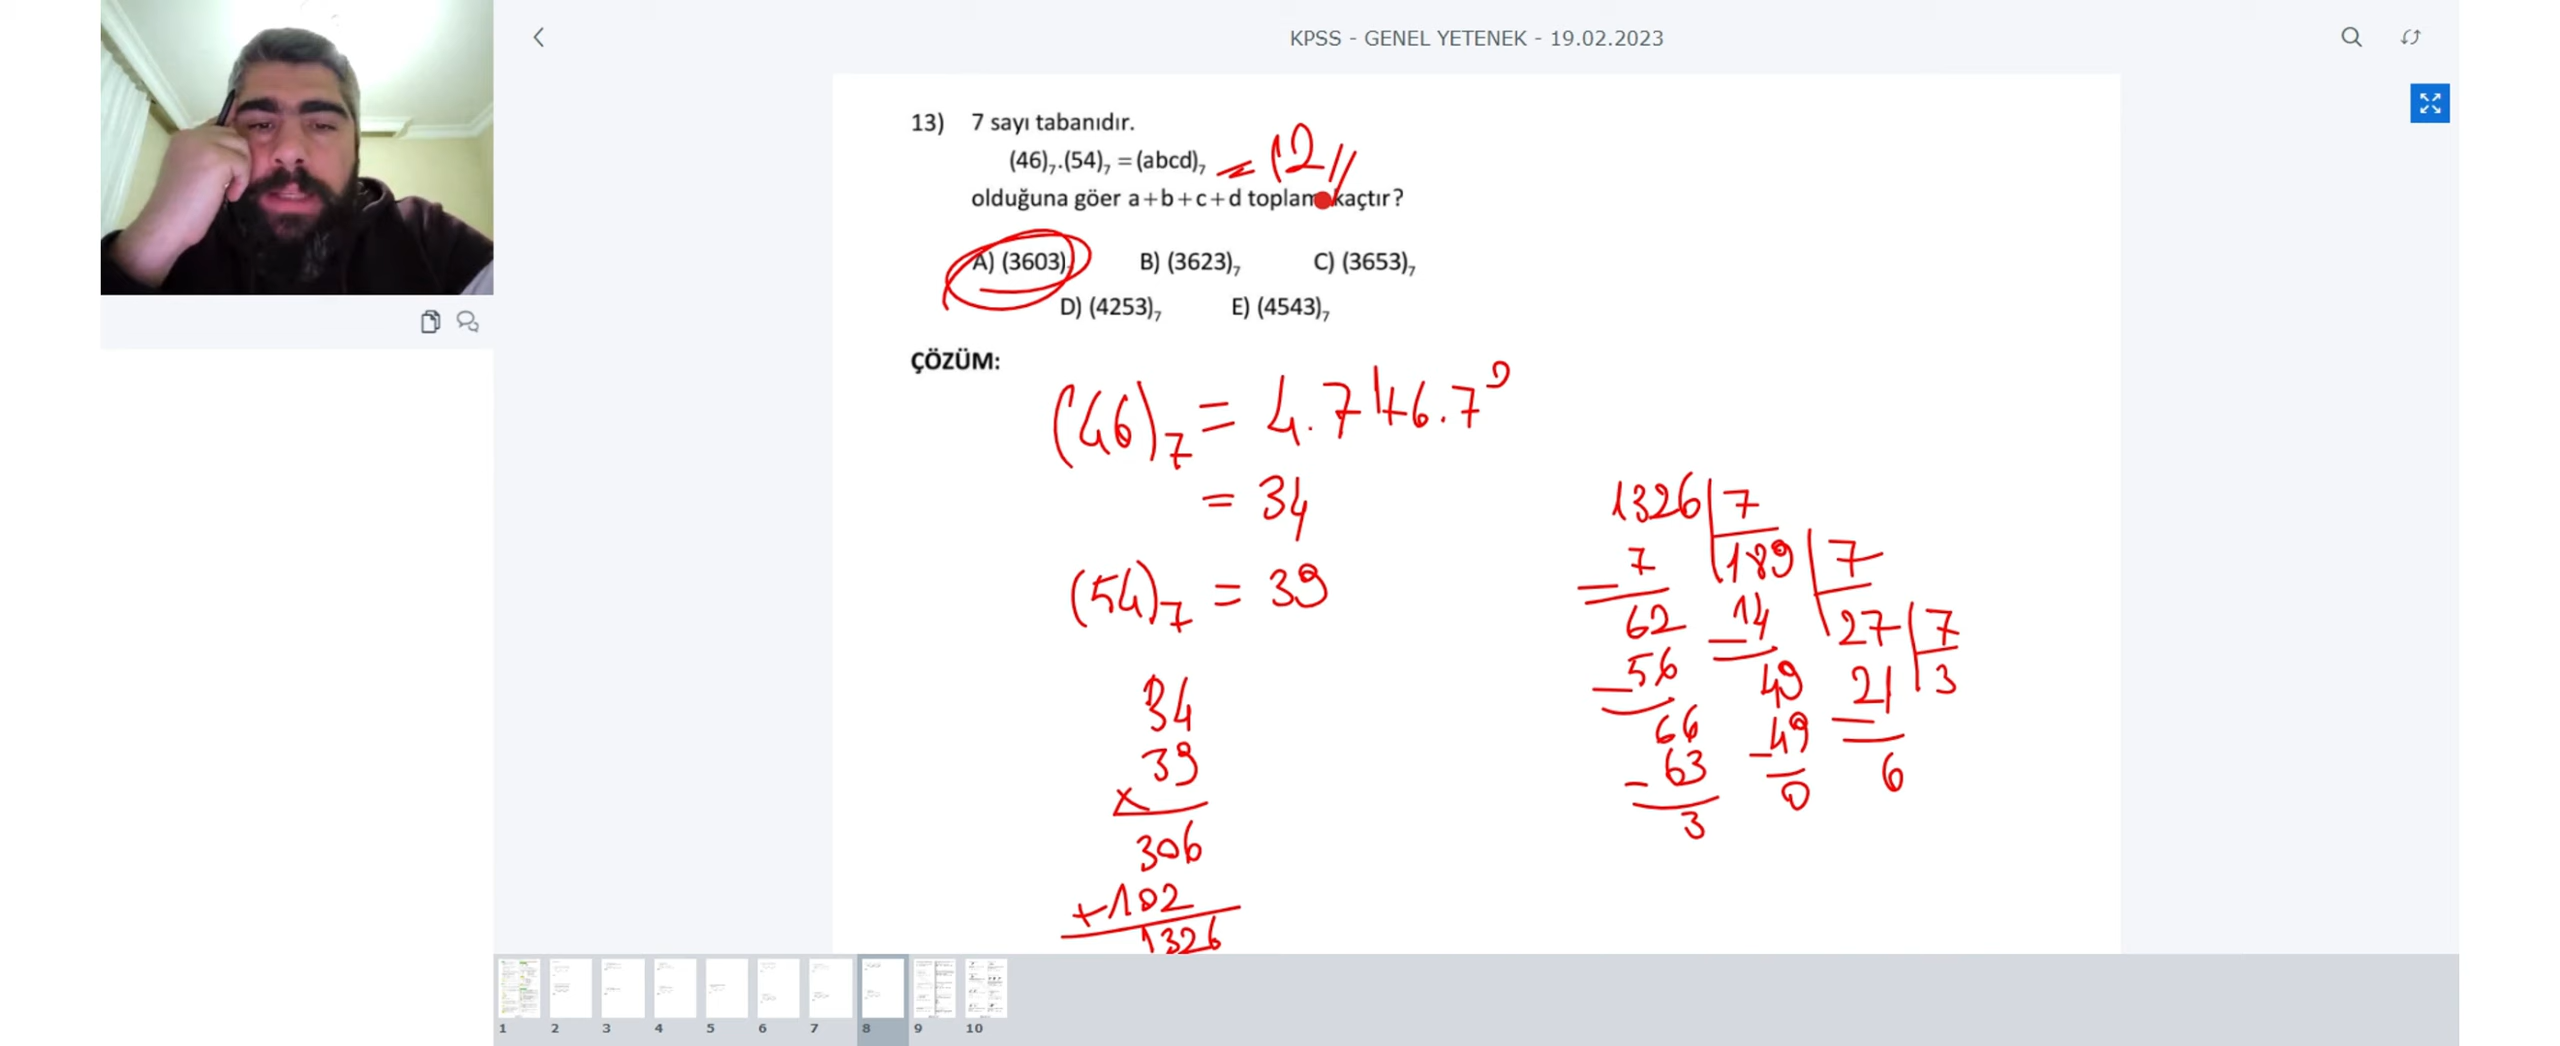 KPSS - GENEL YETENEK - 19.02.2023
13) 7 sayı tabanıdır.
(46)₇.(54)₇ = (abcd)₇ = 12//
olduğuna göer a+b+c+d toplam kaçtır?
A) (3603) B) (3623)₇ C) (3653)₇
D) (4253)₇ E) (4543)₇
ÇÖZÜM:
(46)₇ = 4.7¹+6.7⁰
= 34
(54)₇ = 39
34
39
x
306
+102
1326
1326 7
7 189 7
62 14 27 7
56 49 21 3
66 49 6
63 0
3
1 2 3 4 5 6 7 8 9 10